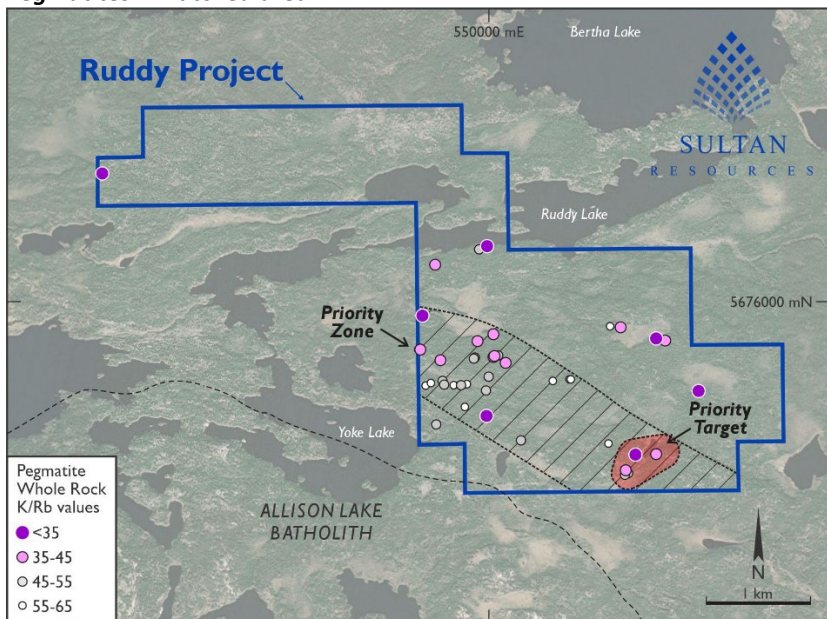 550000 mE
Bertha Lake
Ruddy Project
SULTAN
RESOURCES
Ruddy Lake
5676000 mN
Priority
Zone
Priority
Target
Yoke Lake
ALLISON LAKE
BATHOLITH
Pegmatite
Whole Rock
K/Rb values
<35
35-45
45-55
55-65
N
1 km